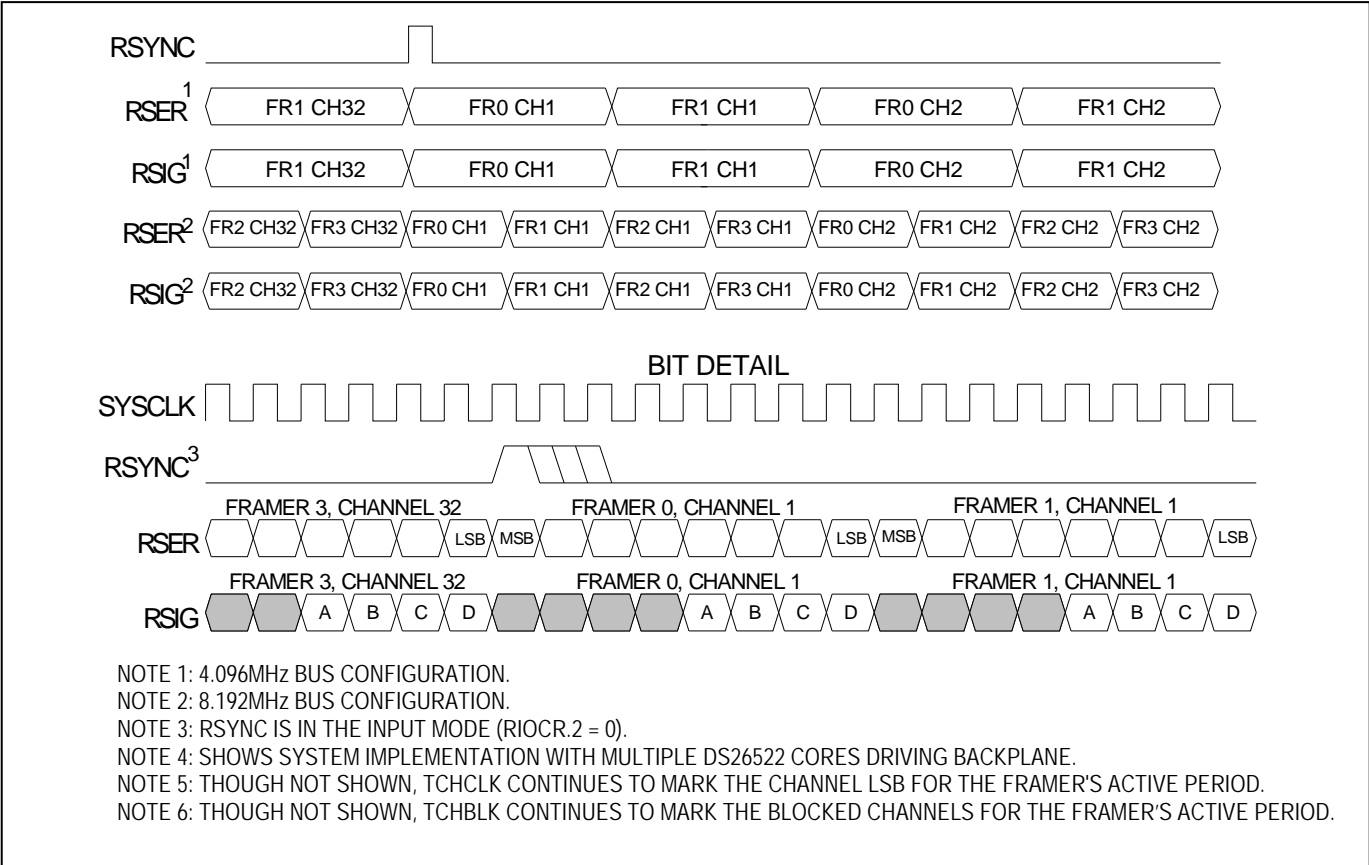 RSYNC
RSER1 FR1 CH32 FR0 CH1 FR1 CH1 FR0 CH2 FR1 CH2
RSIG1 FR1 CH32 FR0 CH1 FR1 CH1 FR0 CH2 FR1 CH2
RSER2 FR2 CH32 FR3 CH32 FR0 CH1 FR1 CH1 FR2 CH1 FR3 CH1 FR0 CH2 FR1 CH2 FR2 CH2 FR3 CH2
RSIG2 FR2 CH32 FR3 CH32 FR0 CH1 FR1 CH1 FR2 CH1 FR3 CH1 FR0 CH2 FR1 CH2 FR2 CH2 FR3 CH2
BIT DETAIL
SYSCLK
RSYNC3
FRAMER 3, CHANNEL 32 FRAMER 0, CHANNEL 1 FRAMER 1, CHANNEL 1
RSER LSB MSB LSB MSB LSB
FRAMER 3, CHANNEL 32 FRAMER 0, CHANNEL 1 FRAMER 1, CHANNEL 1
RSIG A B C D A B C D A B C D
NOTE 1: 4.096MHz BUS CONFIGURATION.
NOTE 2: 8.192MHz BUS CONFIGURATION.
NOTE 3: RSYNC IS IN THE INPUT MODE (RIOCR.2 = 0).
NOTE 4: SHOWS SYSTEM IMPLEMENTATION WITH MULTIPLE DS26522 CORES DRIVING BACKPLANE.
NOTE 5: THOUGH NOT SHOWN, TCHCLK CONTINUES TO MARK THE CHANNEL LSB FOR THE FRAMER'S ACTIVE PERIOD.
NOTE 6: THOUGH NOT SHOWN, TCHBLK CONTINUES TO MARK THE BLOCKED CHANNELS FOR THE FRAMER’S ACTIVE PERIOD.